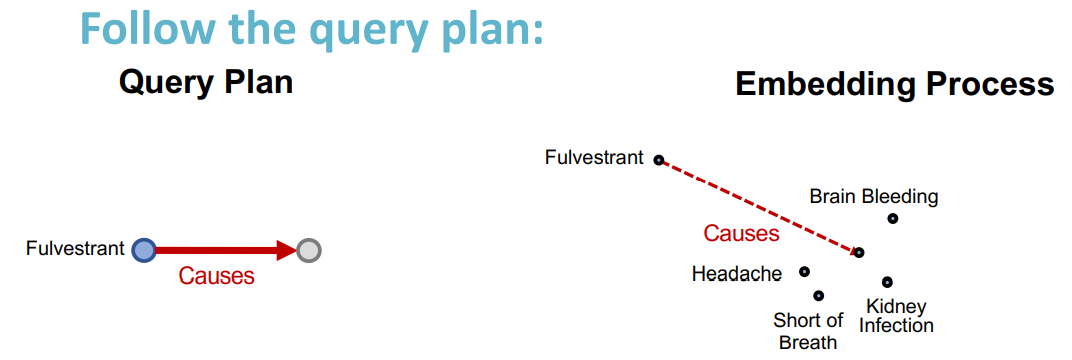 Follow the query plan:
Query Plan
Embedding Process
Fulvestrant
Causes
Fulvestrant
Causes
Brain Bleeding
Headache
Short of
Breath
Kidney
Infection